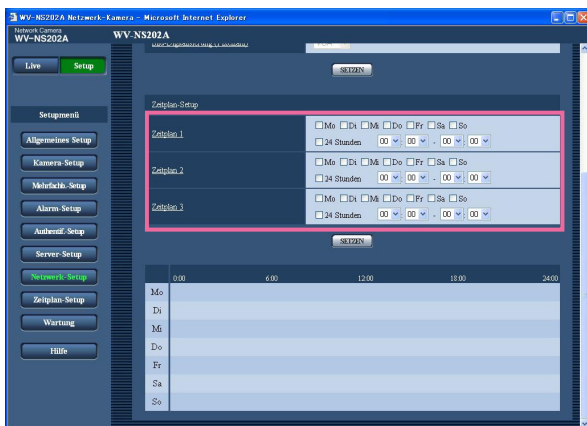 WV-NS202A Netzwerk-Kamera - Microsoft Internet Explorer
Network Camera
WV-NS202A
WV-NS202A
Live Setup
SETZEN
Setupmenü
Allgemeines Setup
Kamera-Setup
Mehrfachb.-Setup
Alarm-Setup
Authentif.-Setup
Server-Setup
Netzwerk-Setup
Zeitplan-Setup
Wartung
Hilfe
Zeitplan-Setup
Zeitplan 1
Mo Di Mi Do Fr Sa So
24 Stunden 00 : 00 - 00 : 00
Zeitplan 2
Mo Di Mi Do Fr Sa So
24 Stunden 00 : 00 - 00 : 00
Zeitplan 3
Mo Di Mi Do Fr Sa So
24 Stunden 00 : 00 - 00 : 00
SETZEN
0:00 6:00 12:00 18:00 24:00
Mo
Di
Mi
Do
Fr
Sa
So